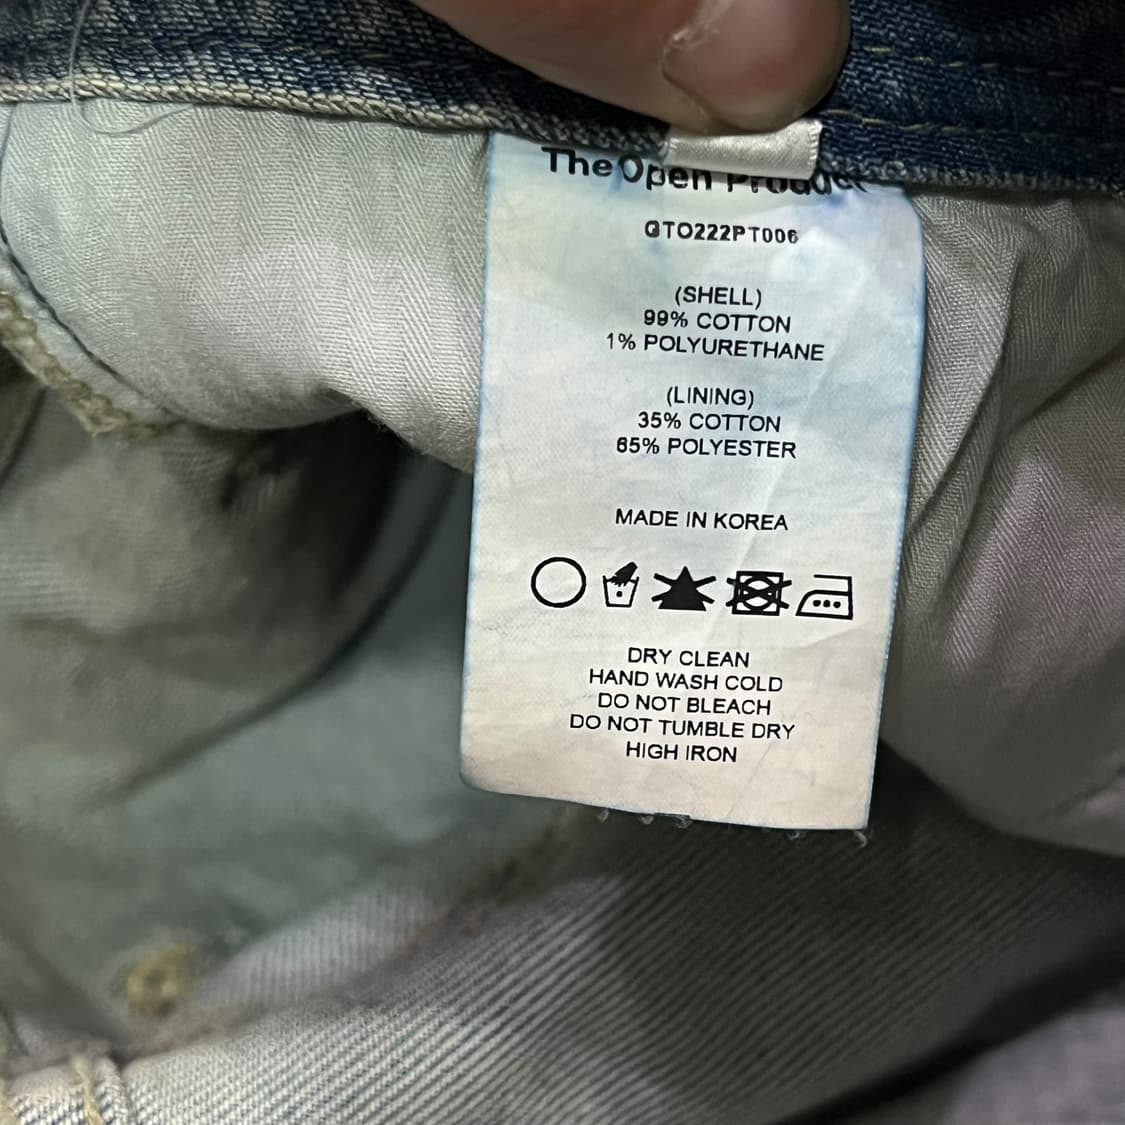 The Open Product
GTO222PT006
(SHELL)
99% COTTON
1% POLYURETHANE
(LINING)
35% COTTON
65% POLYESTER
MADE IN KOREA
DRY CLEAN
HAND WASH COLD
DO NOT BLEACH
DO NOT TUMBLE DRY
HIGH IRON